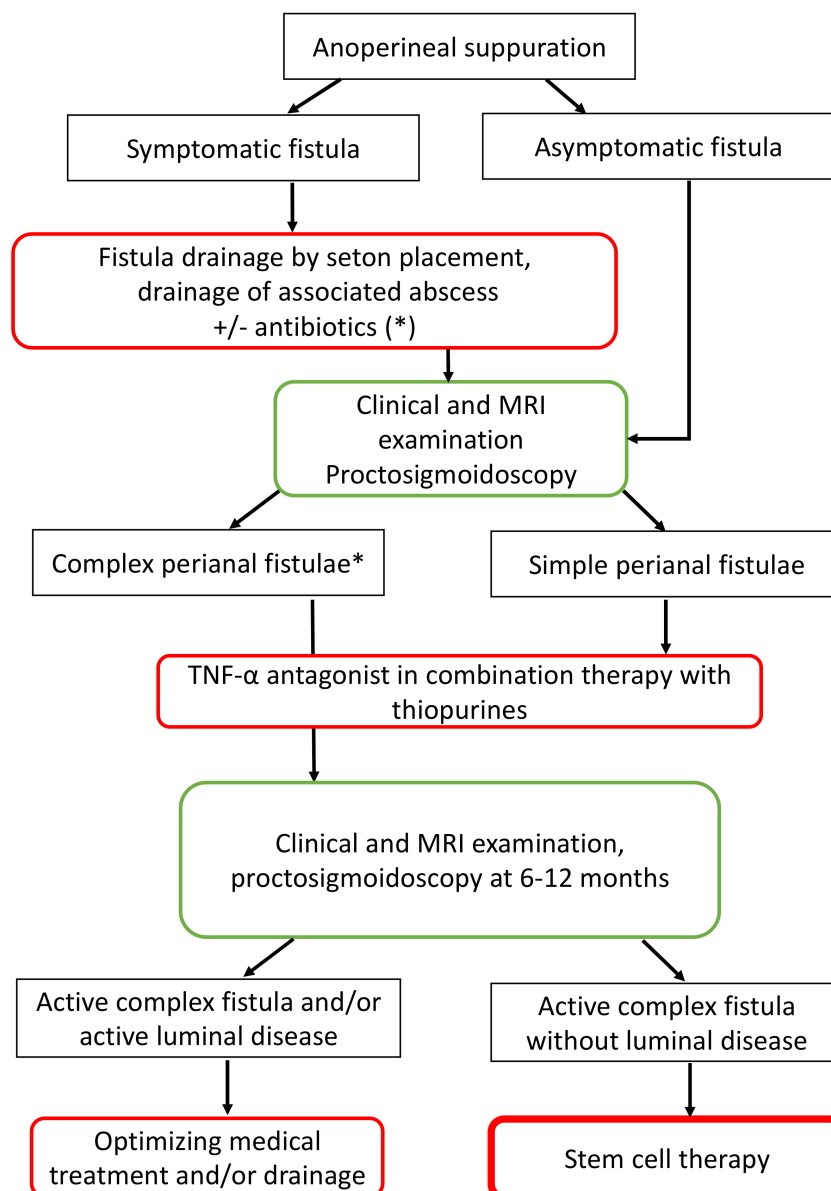 Anoperineal suppuration
Symptomatic fistula
Asymptomatic fistula
Fistula drainage by seton placement,
drainage of associated abscess
+/- antibiotics (*)
Clinical and MRI
examination
Proctosigmoidoscopy
Complex perianal fistulae*
Simple perianal fistulae
TNF-α antagonist in combination therapy with
thiopurines
Clinical and MRI examination,
proctosigmoidoscopy at 6-12 months
Active complex fistula and/or
active luminal disease
Active complex fistula
without luminal disease
Optimizing medical
treatment and/or drainage
Stem cell therapy